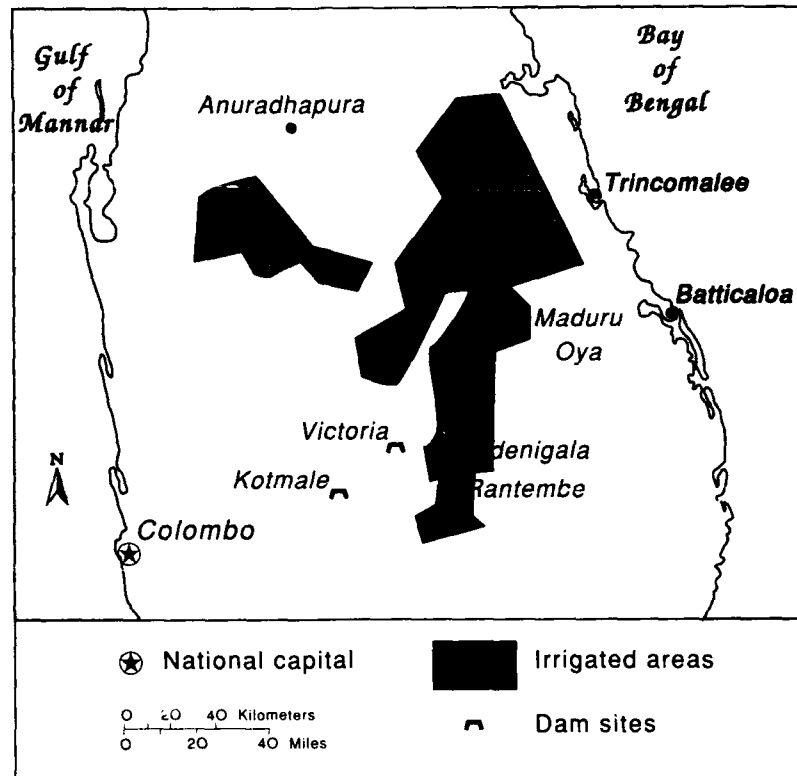 Gulf
of
Mannar
Bay
of
Bengal
Anuradhapura
Trincomalee
Batticaloa
Maduru
Oya
Victoria
denigala
Kotmale
Rantembe
N
Colombo
National capital
Irrigated areas
0 20 40 Kilometers
0 20 40 Miles
Dam sites